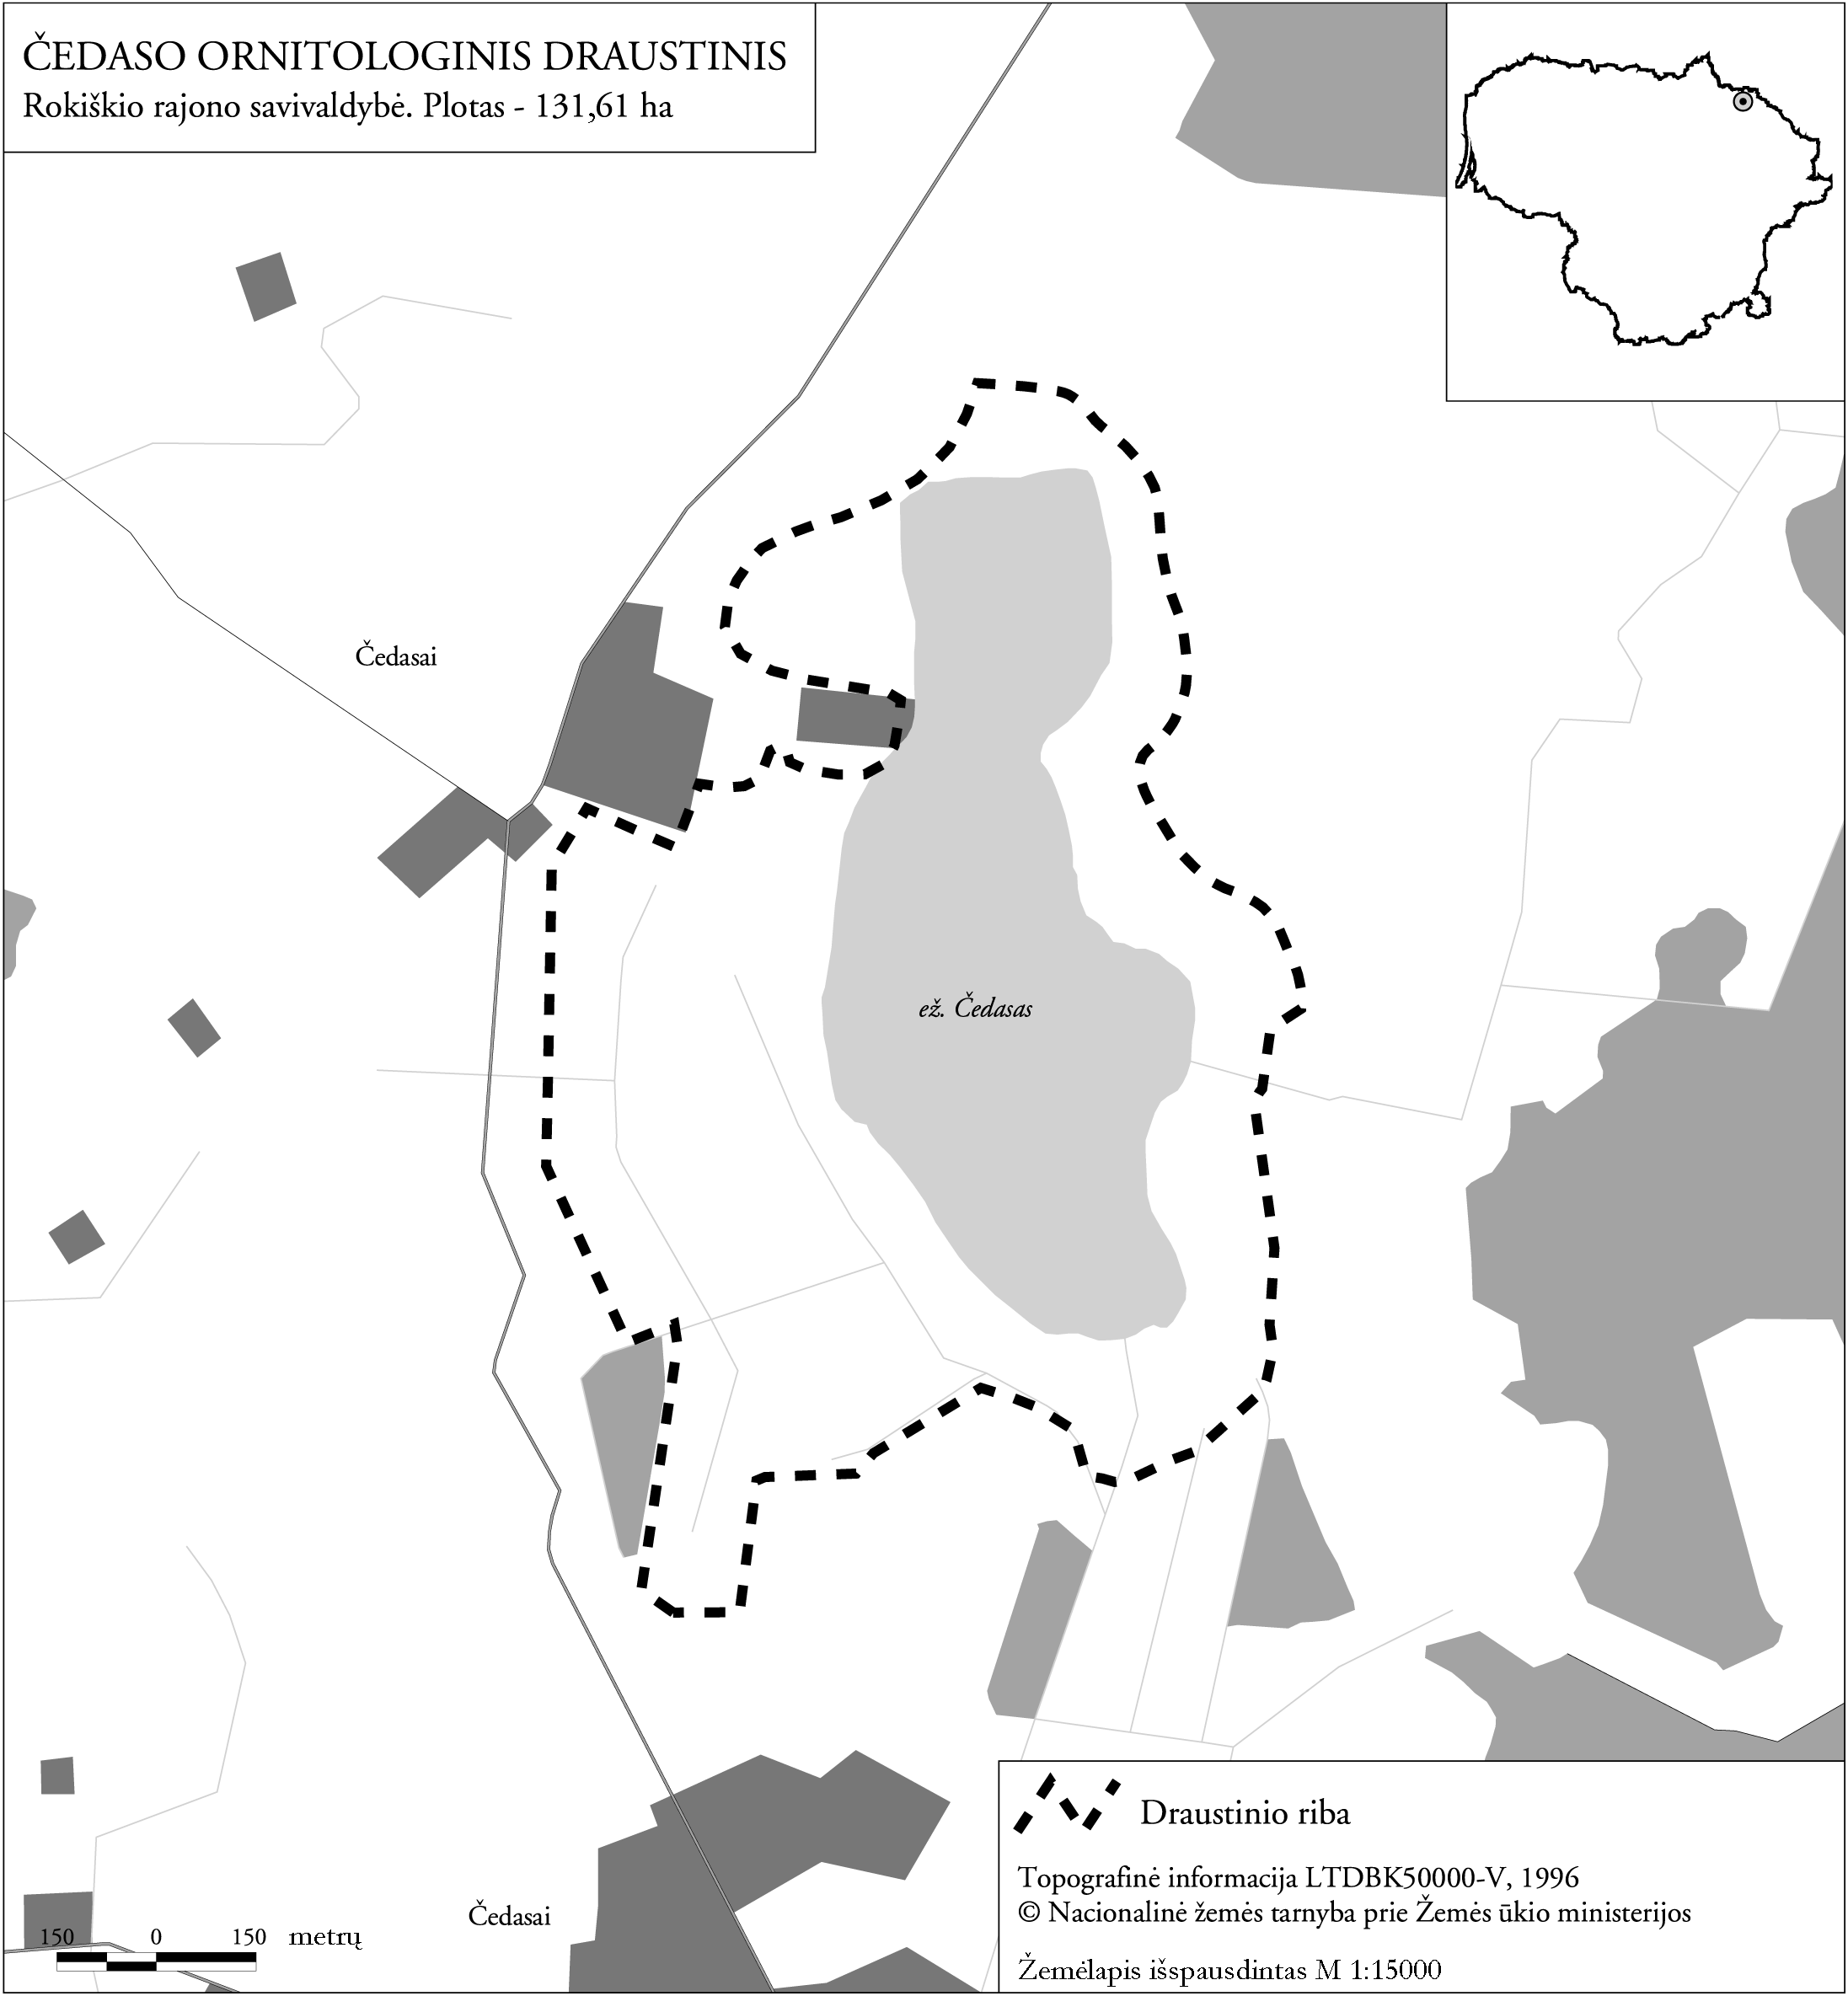 ČEDASO ORNITOLOGINIS DRAUSTINIS
Rokiškio rajono savivaldybė. Plotas - 131,61 ha
Čedasai
ež. Čedasas
Čedasai
150 0 150 metrų
Draustinio riba
Topografinė informacija LTDBK50000-V, 1996
© Nacionalinė žemės tarnyba prie Žemės ūkio ministerijos
Žemėlapis išspausdintas M 1:15000